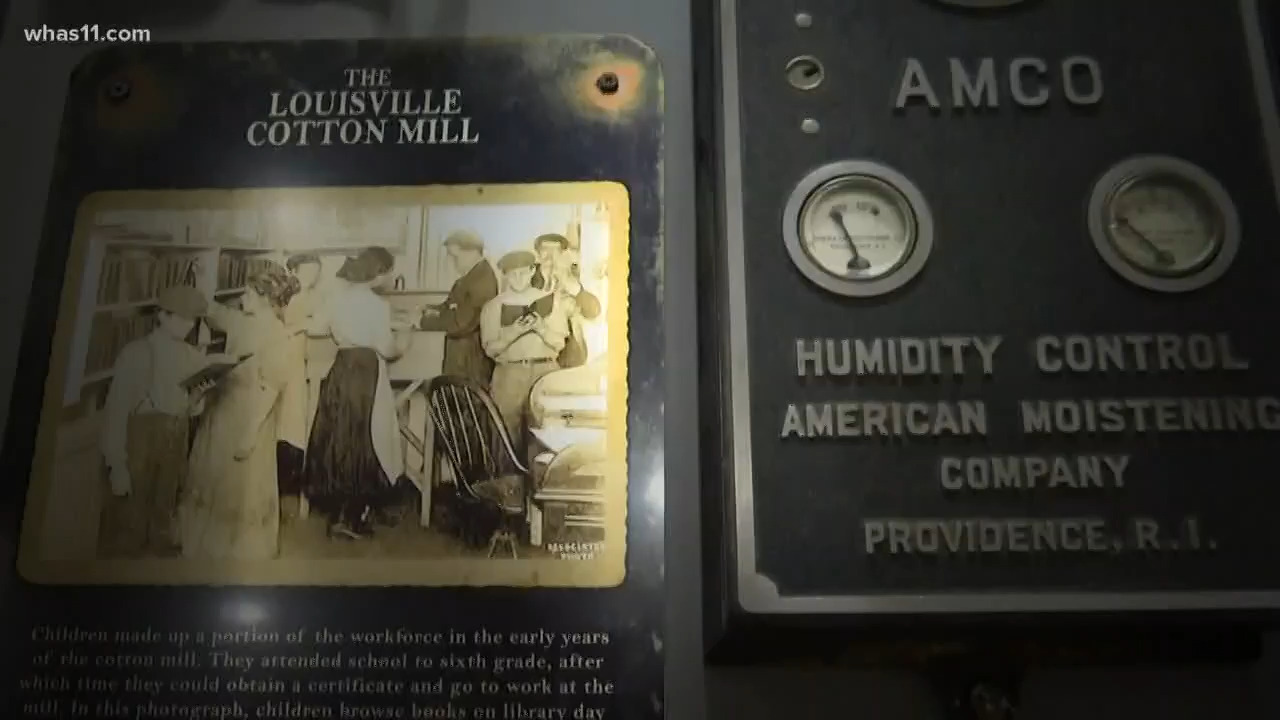 whas11.com
THE
LOUISVILLE
COTTON MILL
ASSOCIATED
PHOTO
Children made up a portion of the workforce in the early years
of the cotton mill. They attended school to sixth grade, after
which time they could obtain a certificate and go to work at the
mill. In this photograph, children browse books on library day
AMCO
HUMIDITY CONTROL
AMERICAN MOISTENING
COMPANY
PROVIDENCE, R.I.